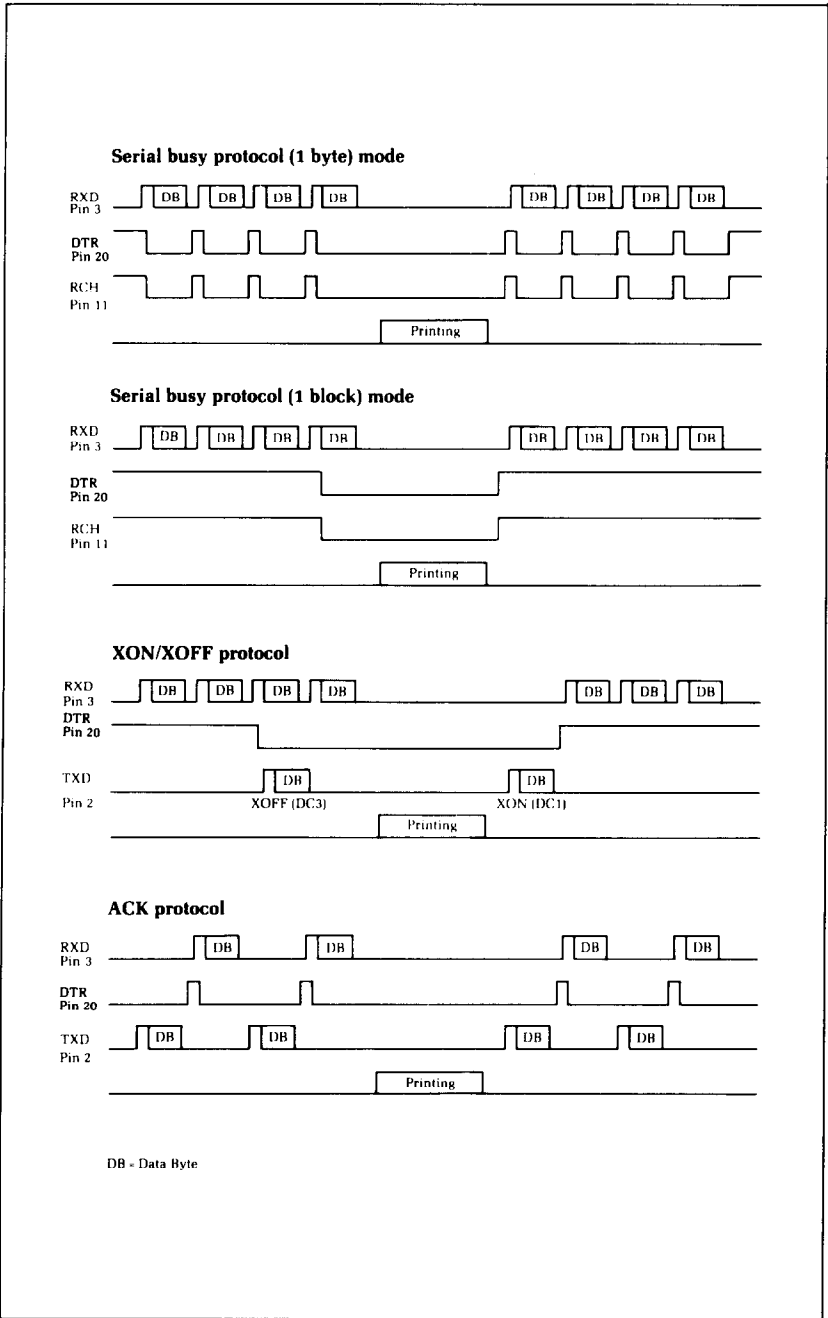 Serial busy protocol (1 byte) mode
RXD
Pin 3
DB DB DB DB DB DB DB DB
DTR
Pin 20
RCH
Pin 11
Printing
Serial busy protocol (1 block) mode
RXD
Pin 3
DB DB DB DB DB DB DB DB
DTR
Pin 20
RCH
Pin 11
Printing
XON/XOFF protocol
RXD
Pin 3
DB DB DB DB DB DB DB
DTR
Pin 20
TXD
Pin 2
DB DB
XOFF (DC3) XON (DC1)
Printing
ACK protocol
RXD
Pin 3
DB DB DB DB
DTR
Pin 20
TXD
Pin 2
DB DB DB DB
Printing
DB = Data Byte